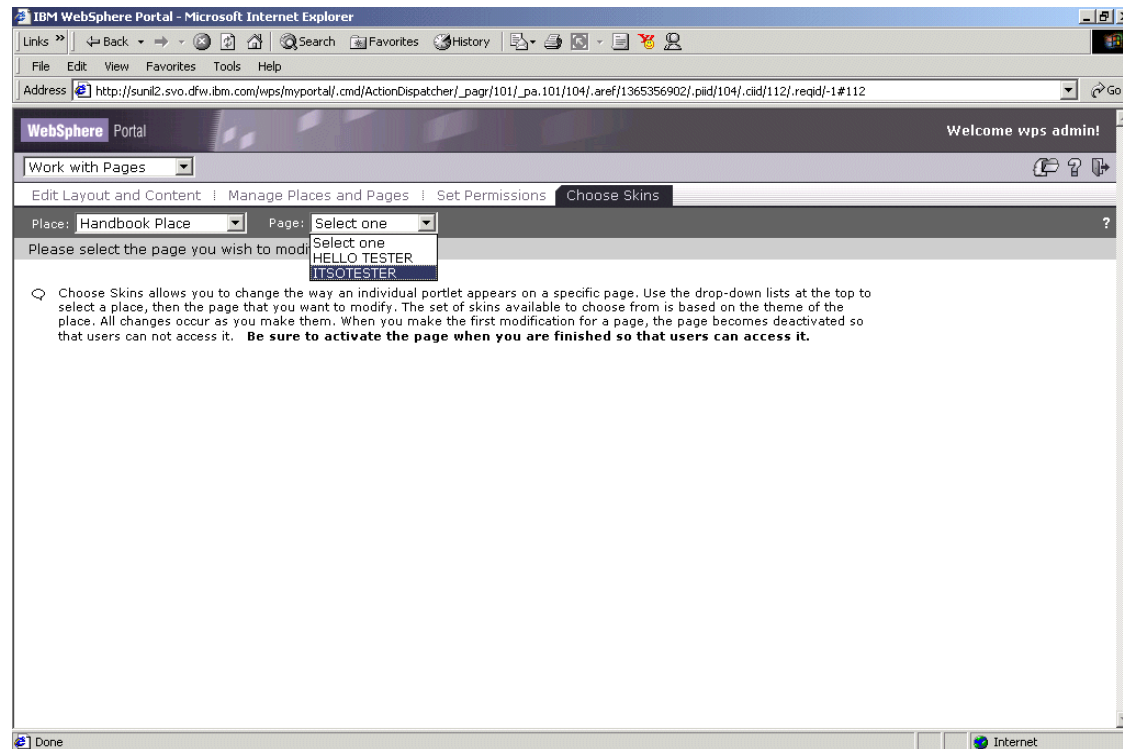 IBM WebSphere Portal - Microsoft Internet Explorer
Links » Back Search Favorites History
File Edit View Favorites Tools Help
Address http://sunil2.svo.dfw.ibm.com/wps/myportal/.cmd/ActionDispatcher/_pagr/101/_pa.101/104/.aref/1365356902/.piid/104/.ciid/112/.reqid/-1#112 Go
WebSphere Portal Welcome wps admin!
Work with Pages ?
Edit Layout and Content | Manage Places and Pages | Set Permissions Choose Skins
Place: Handbook Place Page: Select one ?
Please select the page you wish to modi
Select one
HELLO TESTER
ITSOTESTER
Choose Skins allows you to change the way an individual portlet appears on a specific page. Use the drop-down lists at the top to
select a place, then the page that you want to modify. The set of skins available to choose from is based on the theme of the
place. All changes occur as you make them. When you make the first modification for a page, the page becomes deactivated so
that users can not access it. Be sure to activate the page when you are finished so that users can access it.
Done Internet